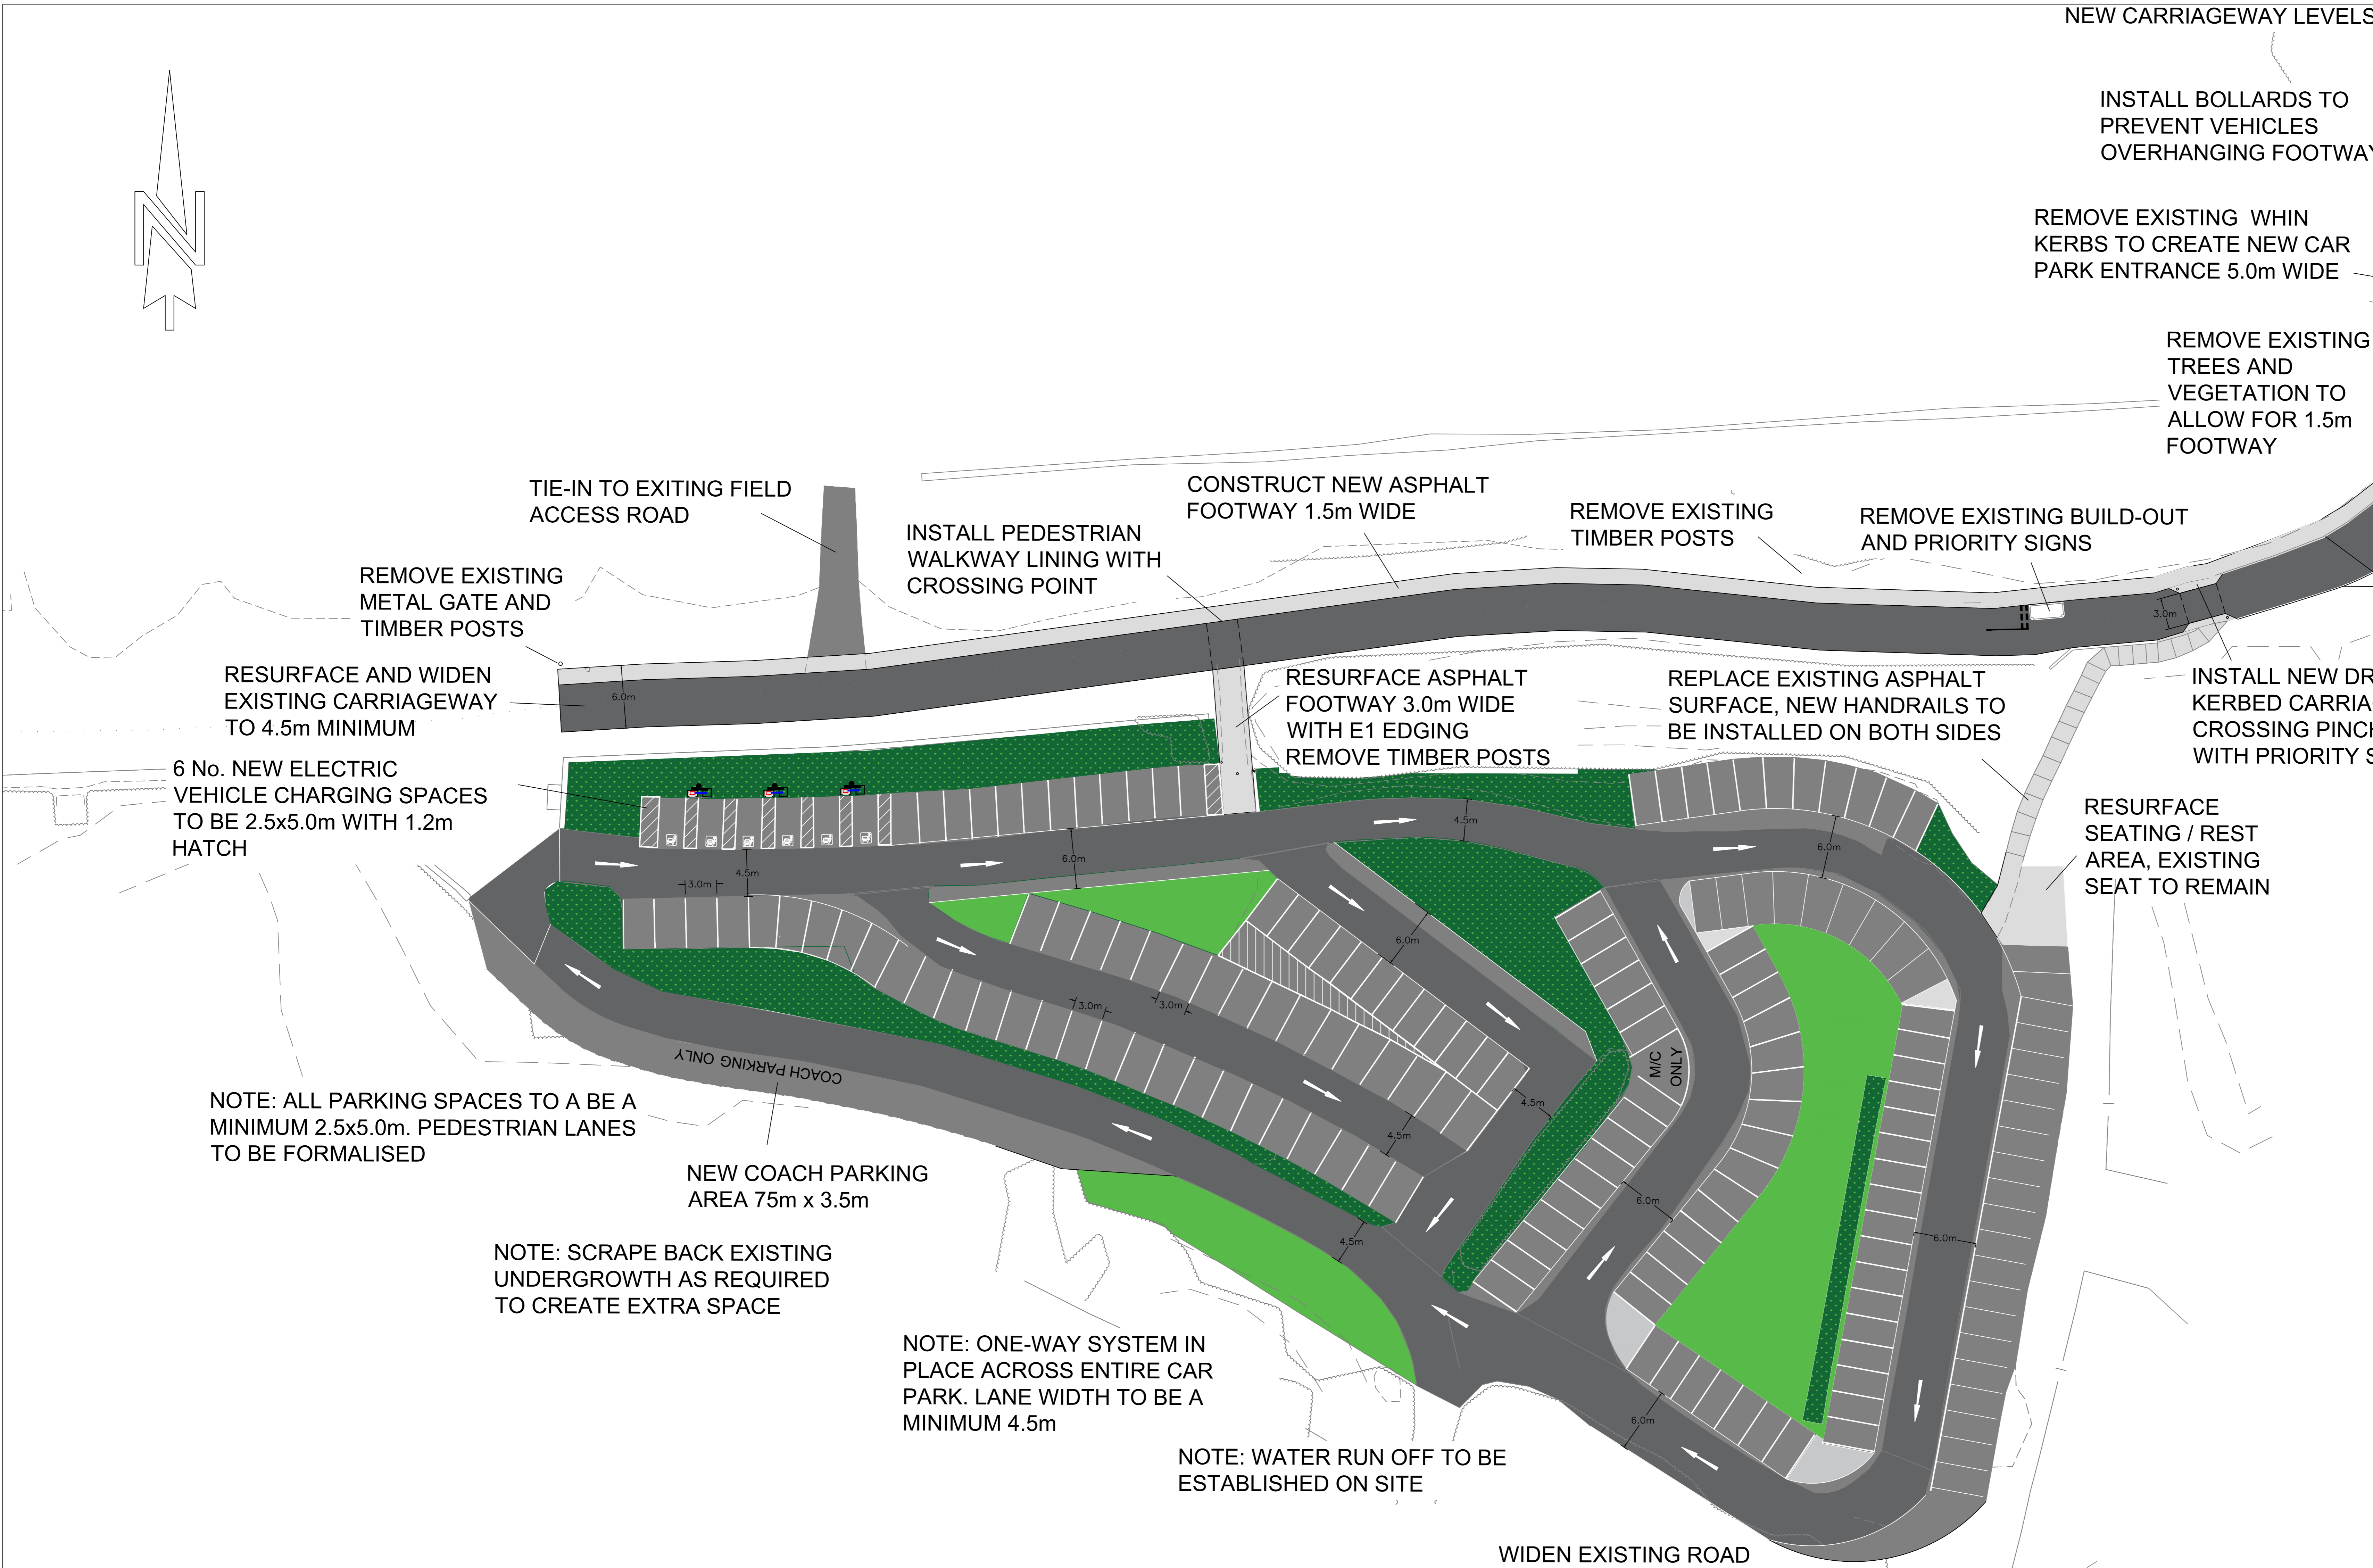 NEW CARRIAGEWAY LEVELS
INSTALL BOLLARDS TO
PREVENT VEHICLES
OVERHANGING FOOTWAY
REMOVE EXISTING  WHIN
KERBS TO CREATE NEW CAR
PARK ENTRANCE 5.0m WIDE
REMOVE EXISTING
TREES AND
VEGETATION TO
ALLOW FOR 1.5m
FOOTWAY
N
TIE-IN TO EXITING FIELD
ACCESS ROAD
CONSTRUCT NEW ASPHALT
FOOTWAY 1.5m WIDE
INSTALL PEDESTRIAN
WALKWAY LINING WITH
CROSSING POINT
REMOVE EXISTING
TIMBER POSTS
REMOVE EXISTING BUILD-OUT
AND PRIORITY SIGNS
REMOVE EXISTING
METAL GATE AND
TIMBER POSTS
3.0m
RESURFACE AND WIDEN
EXISTING CARRIAGEWAY
TO 4.5m MINIMUM
6.0m
RESURFACE ASPHALT
FOOTWAY 3.0m WIDE
WITH E1 EDGING
REMOVE TIMBER POSTS
REPLACE EXISTING ASPHALT
SURFACE, NEW HANDRAILS TO
BE INSTALLED ON BOTH SIDES
INSTALL NEW DR
KERBED CARRIA
CROSSING PINCH
WITH PRIORITY S
6 No. NEW ELECTRIC
VEHICLE CHARGING SPACES
TO BE 2.5x5.0m WITH 1.2m
HATCH
RESURFACE
SEATING / REST
AREA, EXISTING
SEAT TO REMAIN
4.5m
6.0m
6.0m
4.5m
3.0m
6.0m
3.0m
3.0m
COACH PARKING ONLY
M/C
ONLY
4.5m
4.5m
NOTE: ALL PARKING SPACES TO A BE A
MINIMUM 2.5x5.0m. PEDESTRIAN LANES
TO BE FORMALISED
NEW COACH PARKING
AREA 75m x 3.5m
6.0m
4.5m
6.0m
NOTE: SCRAPE BACK EXISTING
UNDERGROWTH AS REQUIRED
TO CREATE EXTRA SPACE
NOTE: ONE-WAY SYSTEM IN
PLACE ACROSS ENTIRE CAR
PARK. LANE WIDTH TO BE A
MINIMUM 4.5m
6.0m
NOTE: WATER RUN OFF TO BE
ESTABLISHED ON SITE
WIDEN EXISTING ROAD